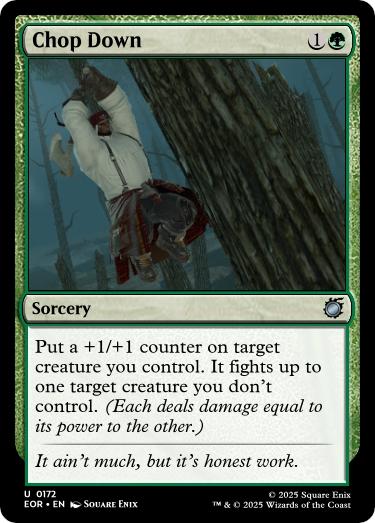 Chop Down 1
Sorcery
Put a +1/+1 counter on target
creature you control. It fights up to
one target creature you don't
control. (Each deals damage equal to
its power to the other.)
It ain't much, but it's honest work.
U 0172
EOR • EN SQUARE ENIX
© 2025 Square Enix
™ & © 2025 Wizards of the Coast